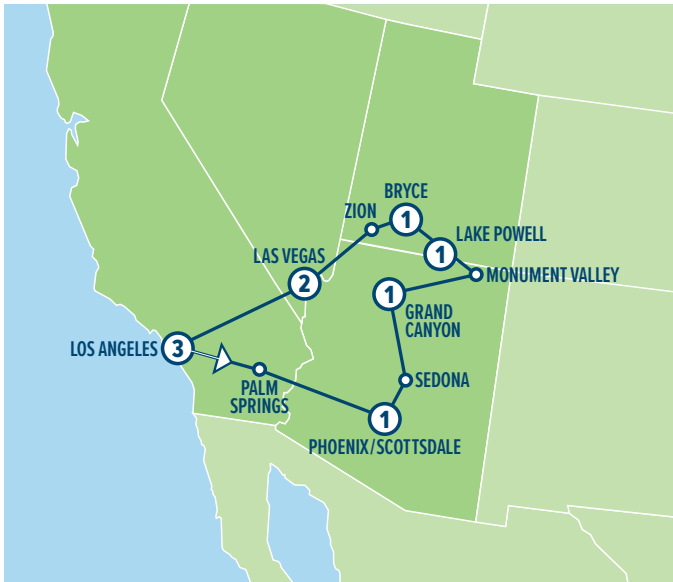 BRYCE
1
ZION
LAKE POWELL
1
LAS VEGAS
2
MONUMENT VALLEY
1
GRAND
CANYON
LOS ANGELES
3
PALM
SPRINGS
SEDONA
1
PHOENIX/SCOTTSDALE